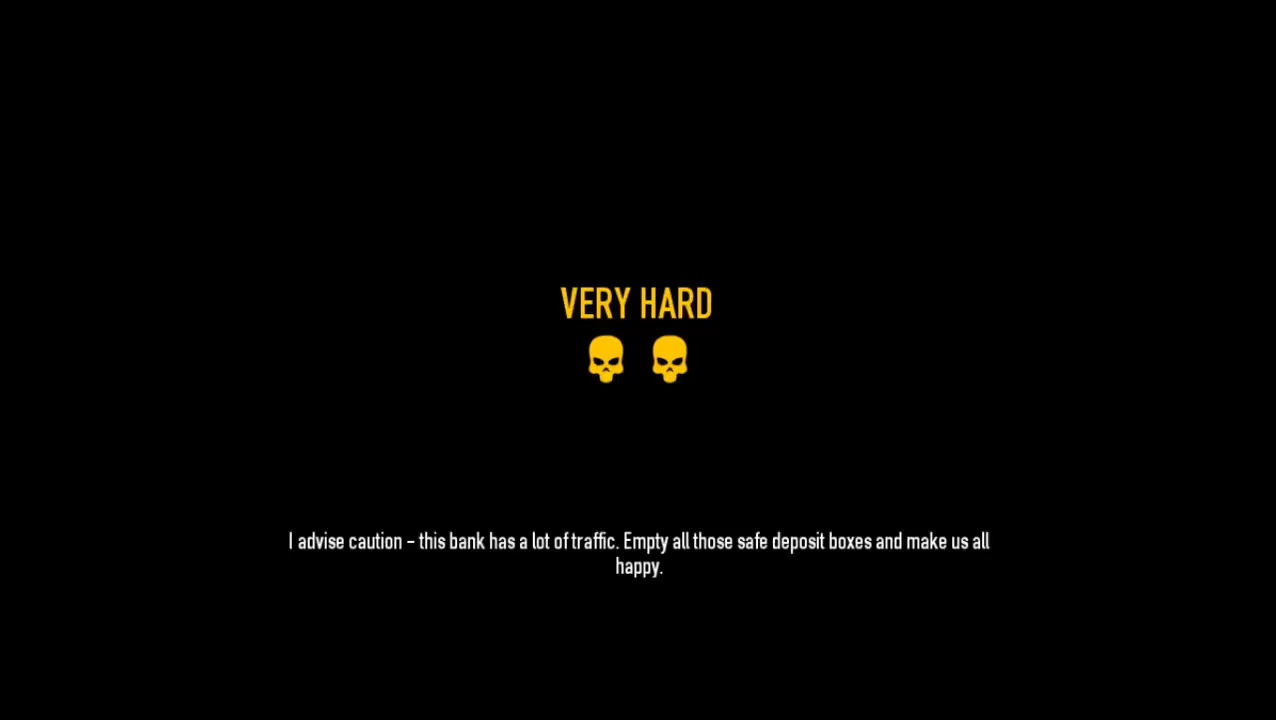 VERY HARD
I advise caution - this bank has a lot of traffic. Empty all those safe deposit boxes and make us all
happy.